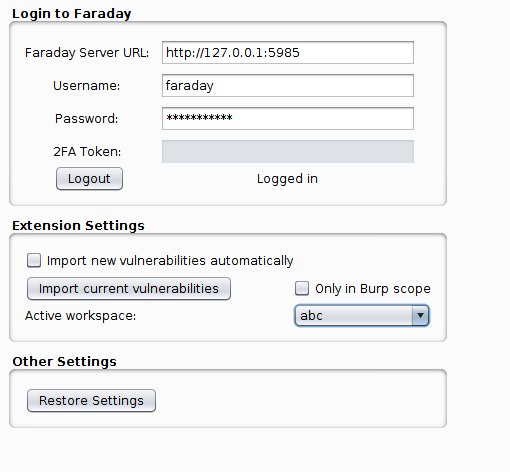 Login to Faraday
Faraday Server URL: http://127.0.0.1:5985
Username: faraday
Password: ***********
2FA Token:
Logout Logged in
Extension Settings
Import new vulnerabilities automatically
Import current vulnerabilities Only in Burp scope
Active workspace: abc
Other Settings
Restore Settings